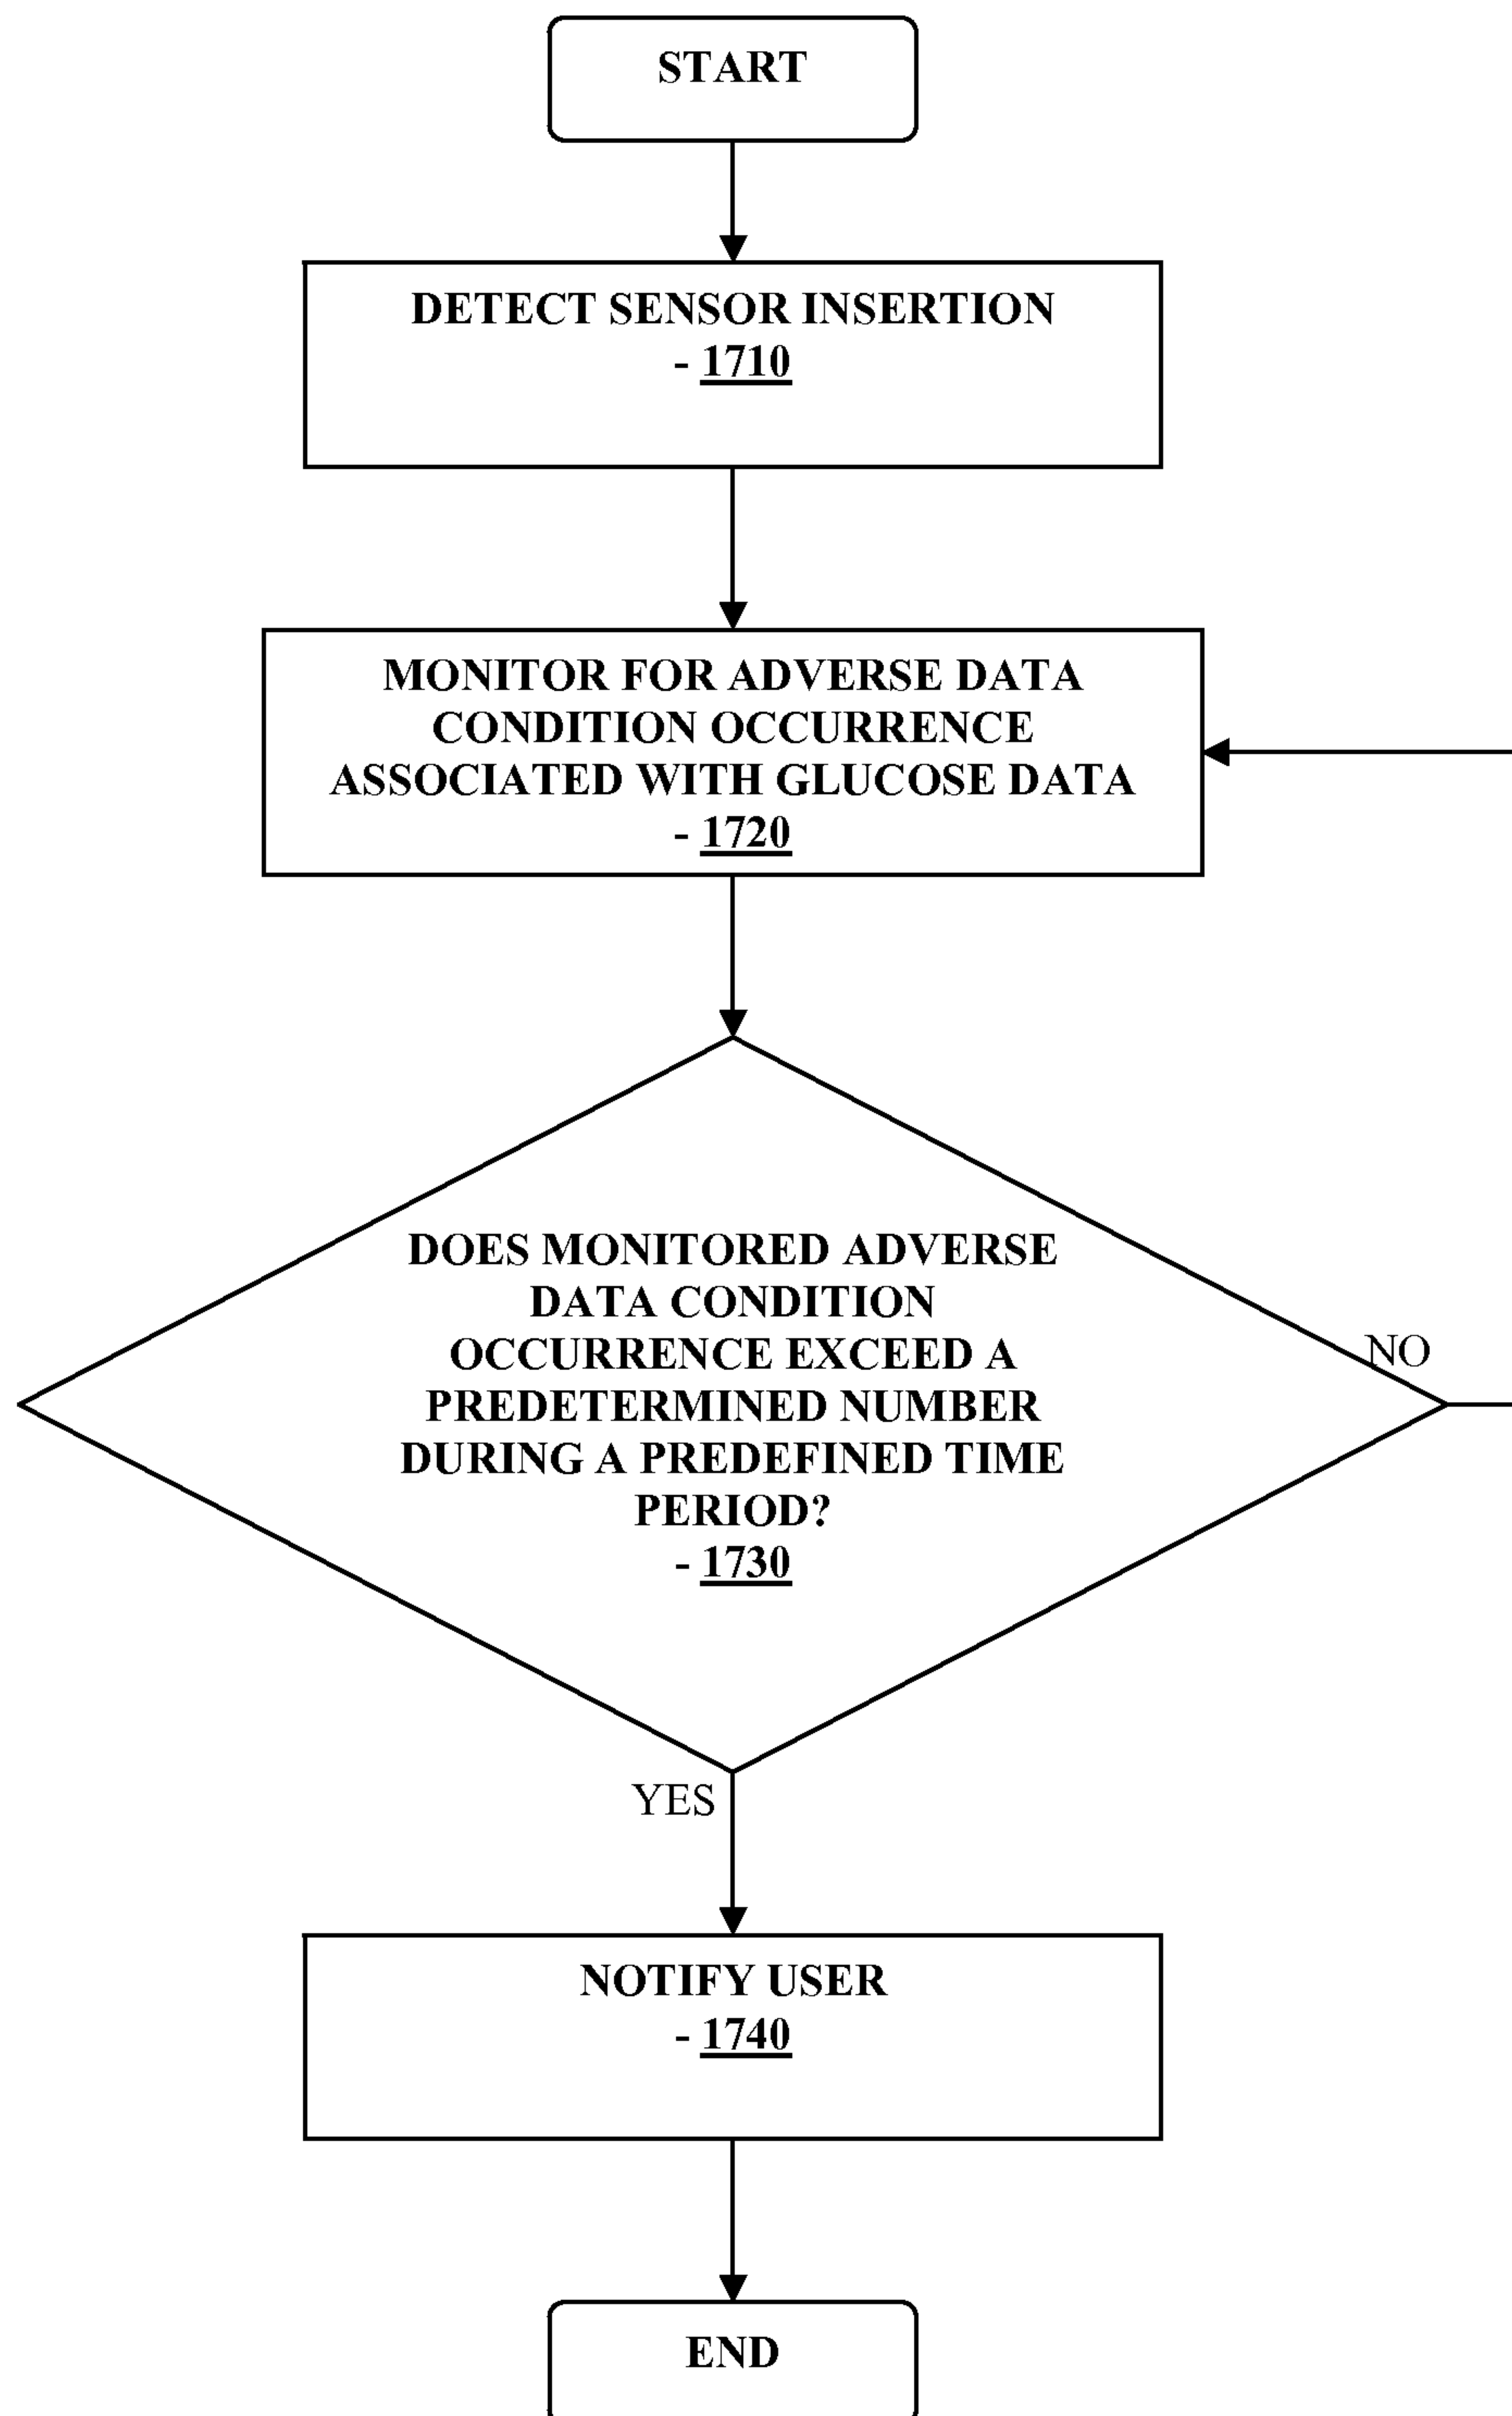 START
DETECT SENSOR INSERTION
- 1710
MONITOR FOR ADVERSE DATA
CONDITION OCCURRENCE
ASSOCIATED WITH GLUCOSE DATA
- 1720
DOES MONITORED ADVERSE
DATA CONDITION
OCCURRENCE EXCEED A
PREDETERMINED NUMBER
DURING A PREDEFINED TIME
PERIOD?
- 1730
NO
YES
NOTIFY USER
- 1740
END